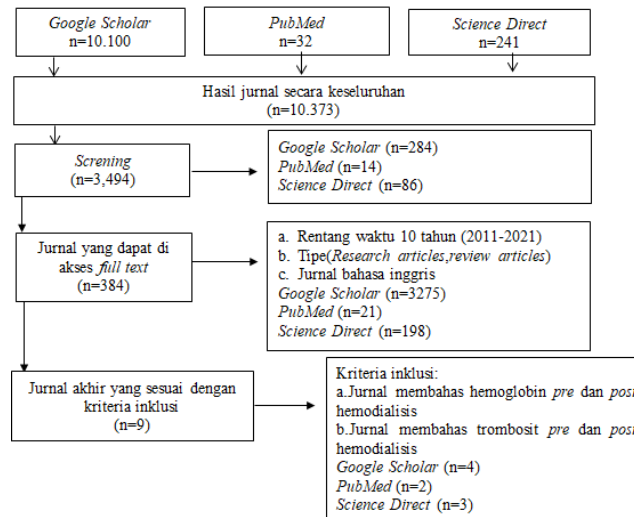 Google Scholar
n=10.100
PubMed
n=32
Science Direct
n=241
Hasil jurnal secara keseluruhan
(n=10.373)
Screning
(n=3,494)
Google Scholar (n=284)
PubMed (n=14)
Science Direct (n=86)
Jurnal yang dapat di
akses full text
(n=384)
a. Rentang waktu 10 tahun (2011-2021)
b. Tipe(Research articles,review articles)
c. Jurnal bahasa inggris
Google Scholar (n=3275)
PubMed (n=21)
Science Direct (n=198)
Jurnal akhir yang sesuai dengan
kriteria inklusi
(n=9)
Kriteria inklusi:
a.Jurnal membahas hemoglobin pre dan post
hemodialisis
b.Jurnal membahas trombosit pre dan post
hemodialisis
Google Scholar (n=4)
PubMed (n=2)
Science Direct (n=3)